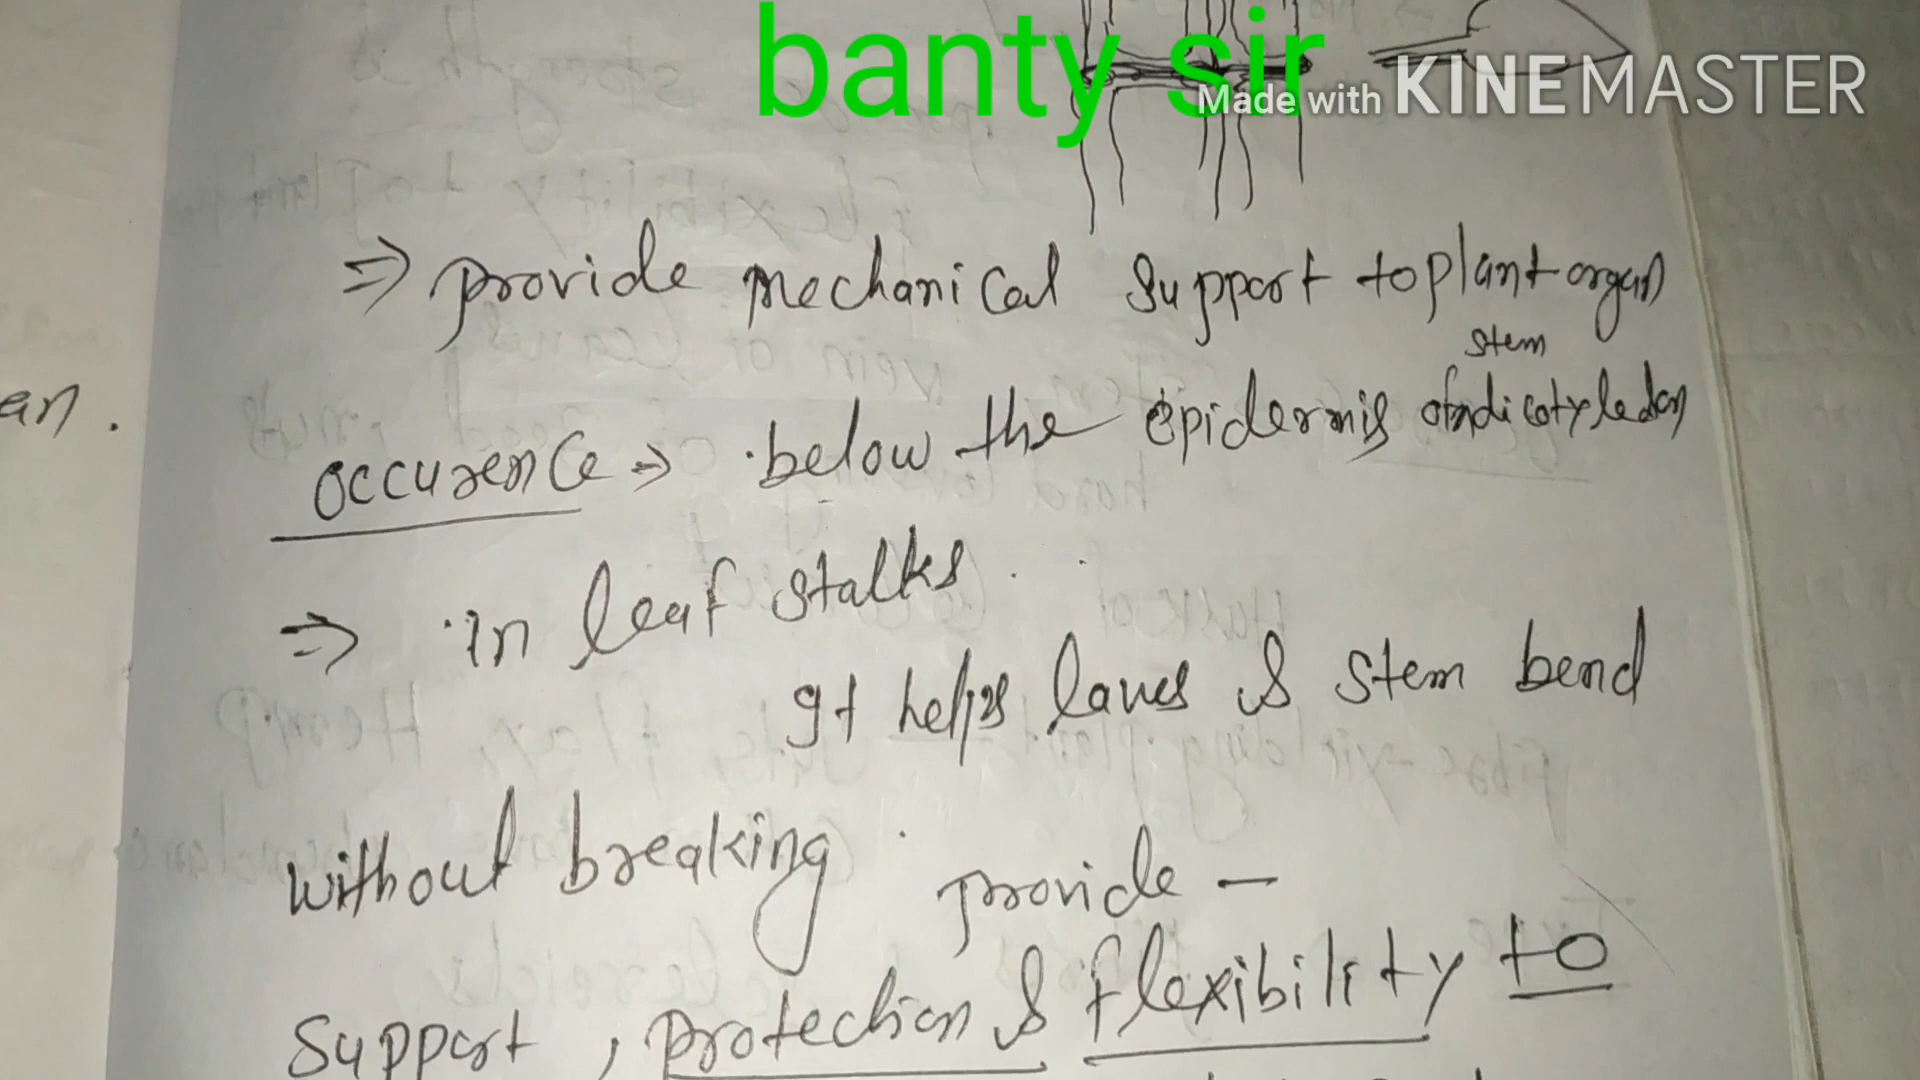 banty sir
Made with KINEMASTER
⇒ provide mechanical support to plant organ
stem
an.
occurence ⇒ · below the epidermis of dicotyledon
⇒ · in leaf stalks.
It helps laves & stem bend
without breaking provide –
support, protection & flexibility to